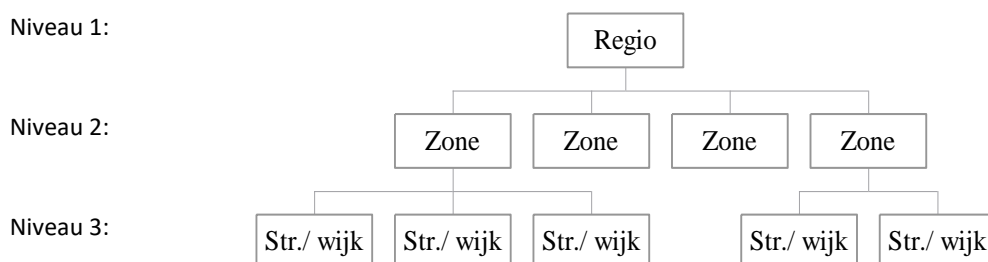 Niveau 1:
Regio
Niveau 2:
Zone
Zone
Zone
Zone
Niveau 3:
Str./ wijk
Str./ wijk
Str./ wijk
Str./ wijk
Str./ wijk